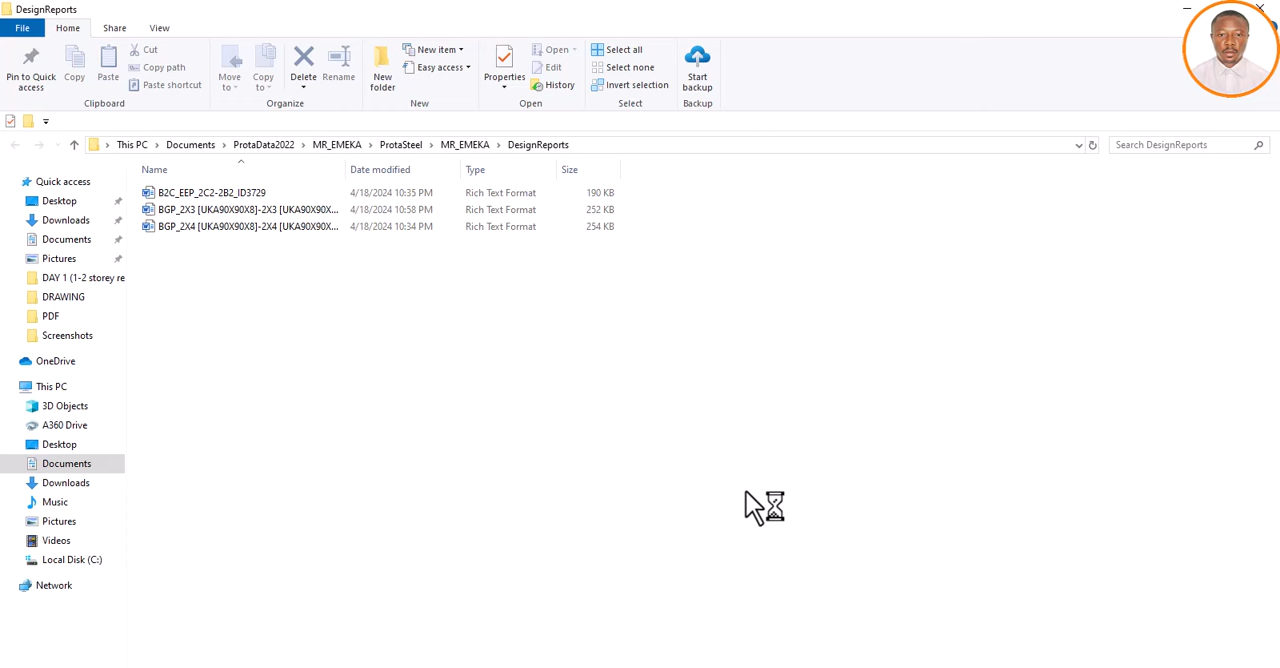 DesignReports
File Home Share View
Pin to Quick access
Copy
Paste
Cut
Copy path
Paste shortcut
Clipboard
Move to
Copy to
Delete
Rename
Organize
New folder
New item
Easy access
New
Properties
Open
Edit
History
Open
Select all
Select none
Invert selection
Select
Start backup
Backup
This PC > Documents > ProtaData2022 > MR_EMEKA > ProtaSteel > MR_EMEKA > DesignReports
Search DesignReports
Name Date modified Type Size
B2C_EEP_2C2-2B2_ID3729 4/18/2024 10:35 PM Rich Text Format 190 KB
BGP_2X3 [UKA90X90X8]-2X3 [UKA90X90X... 4/18/2024 10:58 PM Rich Text Format 252 KB
BGP_2X4 [UKA90X90X8]-2X4 [UKA90X90X... 4/18/2024 10:34 PM Rich Text Format 254 KB
Quick access
Desktop
Downloads
Documents
Pictures
DAY 1 (1-2 storey re
DRAWING
PDF
Screenshots
OneDrive
This PC
3D Objects
A360 Drive
Desktop
Documents
Downloads
Music
Pictures
Videos
Local Disk (C:)
Network